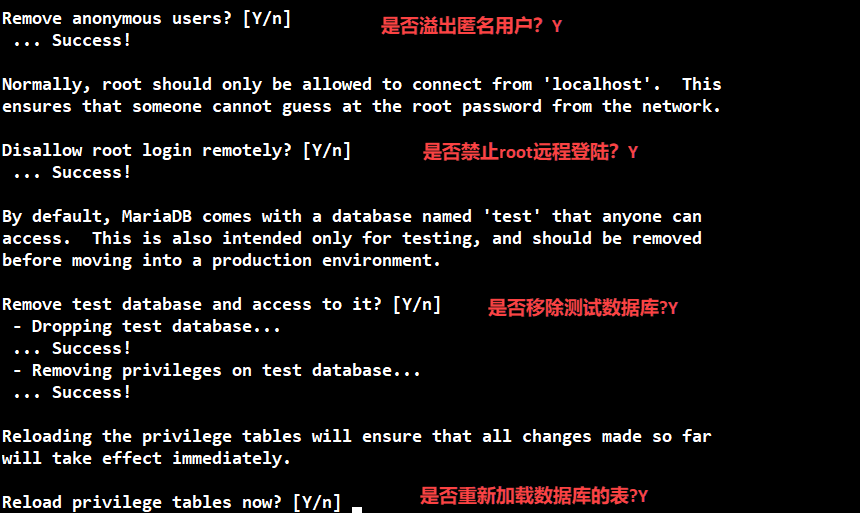 Remove anonymous users? [Y/n] 是否溢出匿名用户？Y
 ... Success!
Normally, root should only be allowed to connect from 'localhost'.  This
ensures that someone cannot guess at the root password from the network.
Disallow root login remotely? [Y/n] 是否禁止root远程登陆？Y
 ... Success!
By default, MariaDB comes with a database named 'test' that anyone can
access.  This is also intended only for testing, and should be removed
before moving into a production environment.
Remove test database and access to it? [Y/n] 是否移除测试数据库?Y
 - Dropping test database...
 ... Success!
 - Removing privileges on test database...
 ... Success!
Reloading the privilege tables will ensure that all changes made so far
will take effect immediately.
Reload privilege tables now? [Y/n] 是否重新加载数据库的表?Y